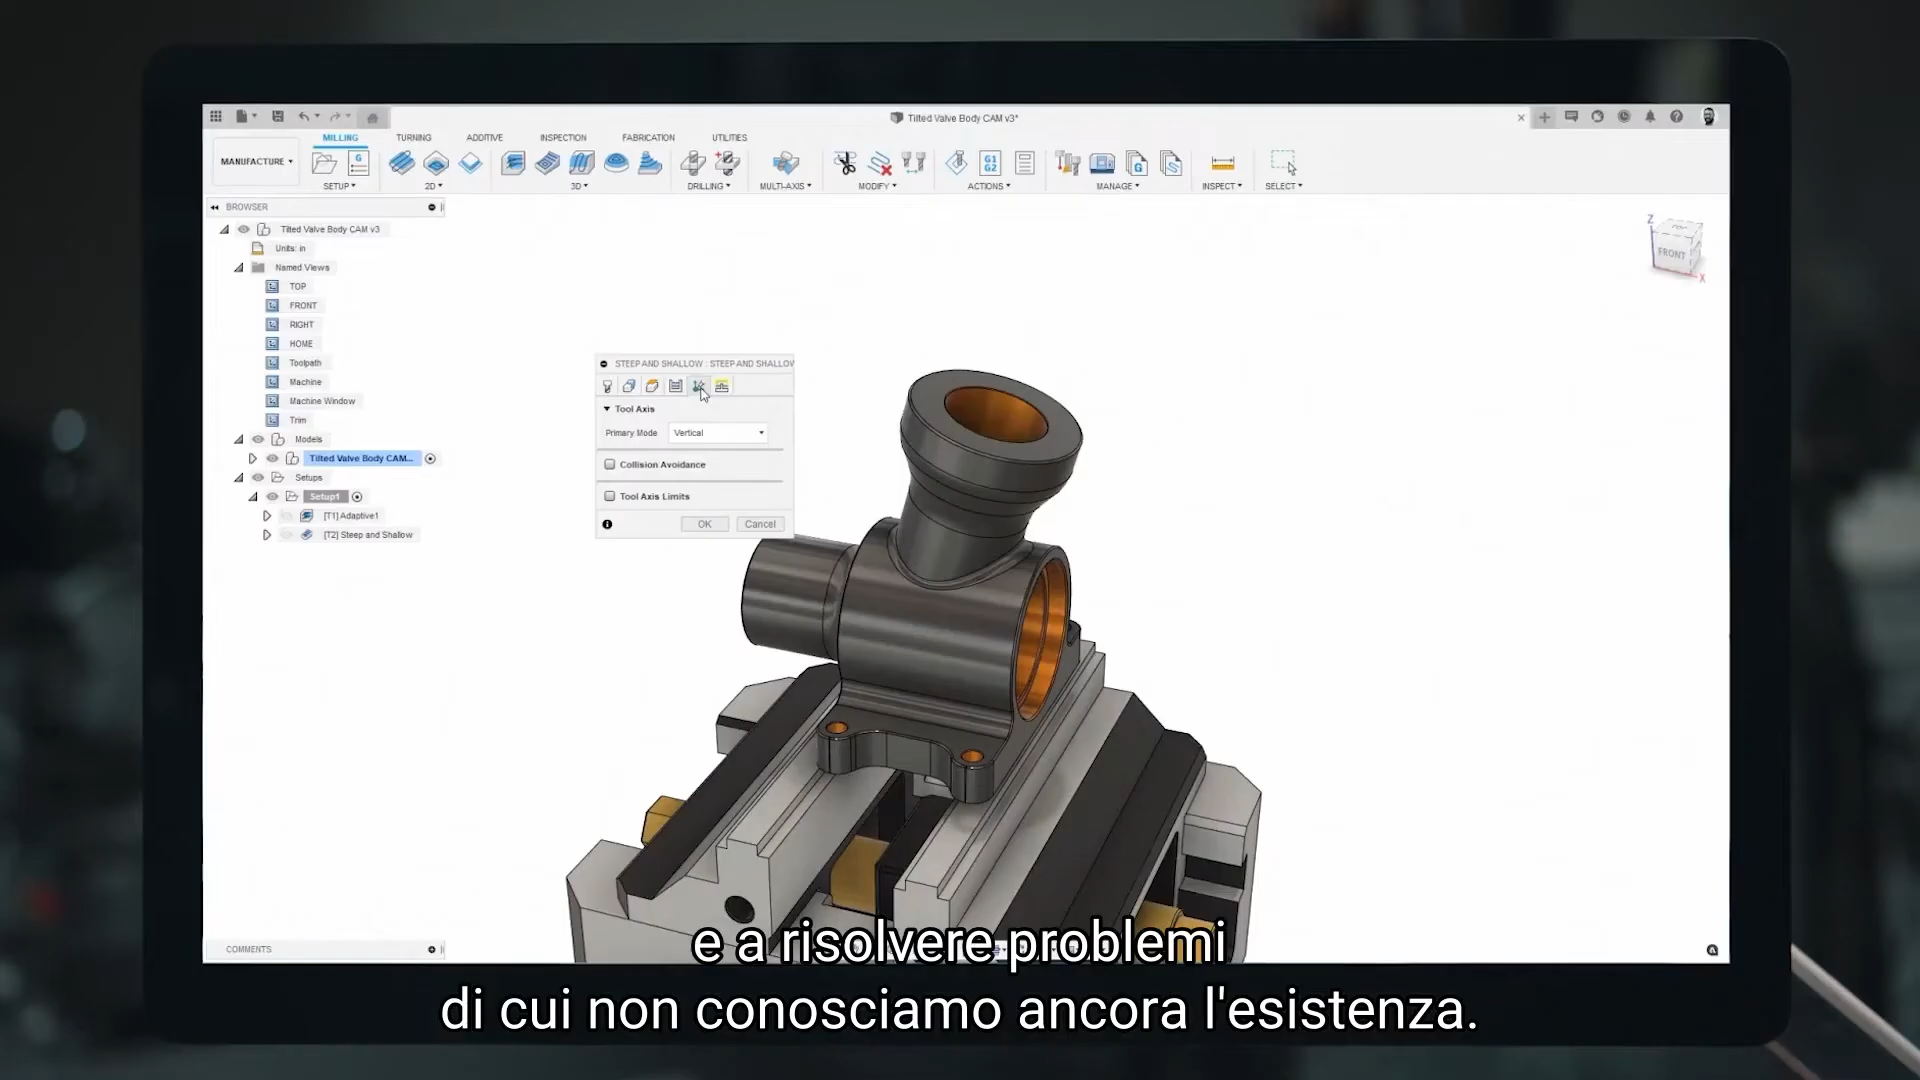 Tilted Valve Body CAM v3*
MILLING
TURNING
ADDITIVE
INSPECTION
FABRICATION
UTILITIES
MANUFACTURE
G
G1
G2
G
SETUP
2D
3D
DRILLING
MULTI-AXIS
MODIFY
ACTIONS
MANAGE
INSPECT
SELECT
BROWSER
Tilted Valve Body CAM v3
Units: in
Named Views
TOP
FRONT
RIGHT
HOME
Toolpath
Machine
Machine Window
Trim
Models
Tilted Valve Body CAM...
Setups
Setup1
[T1] Adaptive1
[T2] Steep and Shallow
STEEP AND SHALLOW : STEEP AND SHALLOW
Tool Axis
Primary Mode Vertical
Collision Avoidance
Tool Axis Limits
OK Cancel
Z
TOP
FRONT
X
COMMENTS
e a risolvere problemi
di cui non conosciamo ancora l'esistenza.